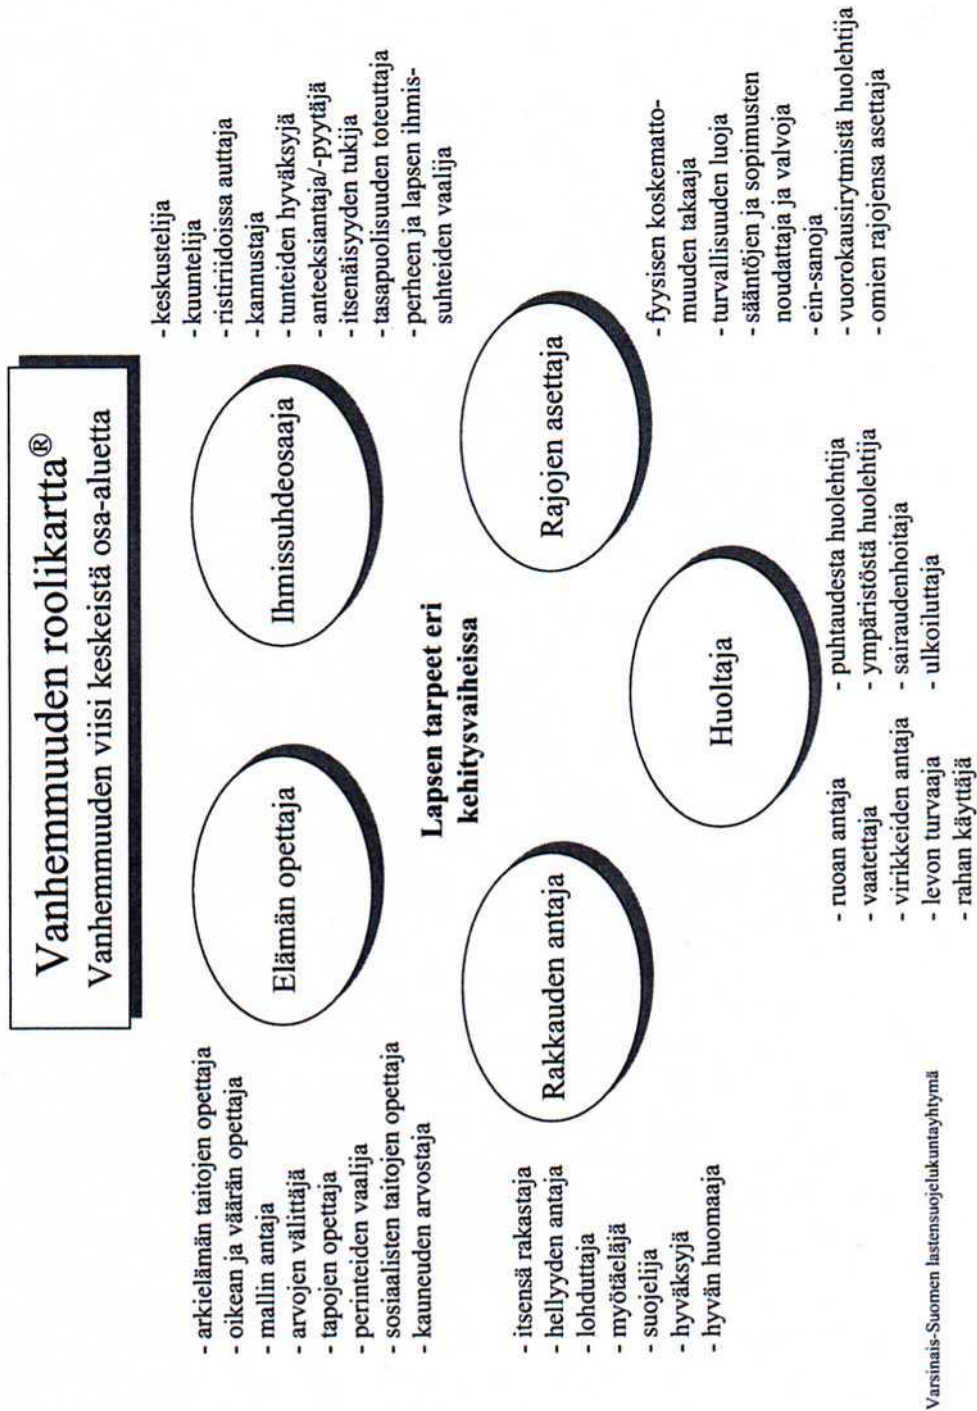 Vanhemmuuden roolikartta®
Vanhemmuuden viisi keskeistä osa-aluetta
- arkielämän taitojen opettaja
- oikean ja väärän opettaja
- mallin antaja
- arvojen välittäjä
- tapojen opettaja
- perinteiden vaalija
- sosiaalisten taitojen opettaja
- kauneuden arvostaja
Elämän opettaja
Ihmissuhdeosaaja
- keskustelija
- kuuntelija
- ristiriidoissa auttaja
- kannustaja
- tunteiden hyväksyjä
- anteeksiantaja/-pyytäjä
- itsenäisyyden tukija
- tasapuolisuuden toteuttaja
- perheen ja lapsen ihmis-
suhteiden vaalija
Lapsen tarpeet eri
kehitysvaiheissa
- itsensä rakastaja
- hellyyden antaja
- lohduttaja
- myötäeläjä
- suojelija
- hyväksyjä
- hyvän huomaaja
Rakkauden antaja
Rajojen asettaja
- fyysisen koskematto-
muuden takaaja
- turvallisuuden luoja
- sääntöjen ja sopimusten
noudattaja ja valvoja
- ein-sanoja
- vuorokausirytmistä huolehtija
- omien rajojensa asettaja
Huoltaja
- ruoan antaja
- vaatettaja
- virikkeiden antaja
- levon turvaaja
- rahan käyttäjä
- puhtaudesta huolehtija
- ympäristöstä huolehtija
- sairaudenhoitaja
- ulkoiluttaja
Varsinais-Suomen lastensuojelukuntayhtymä